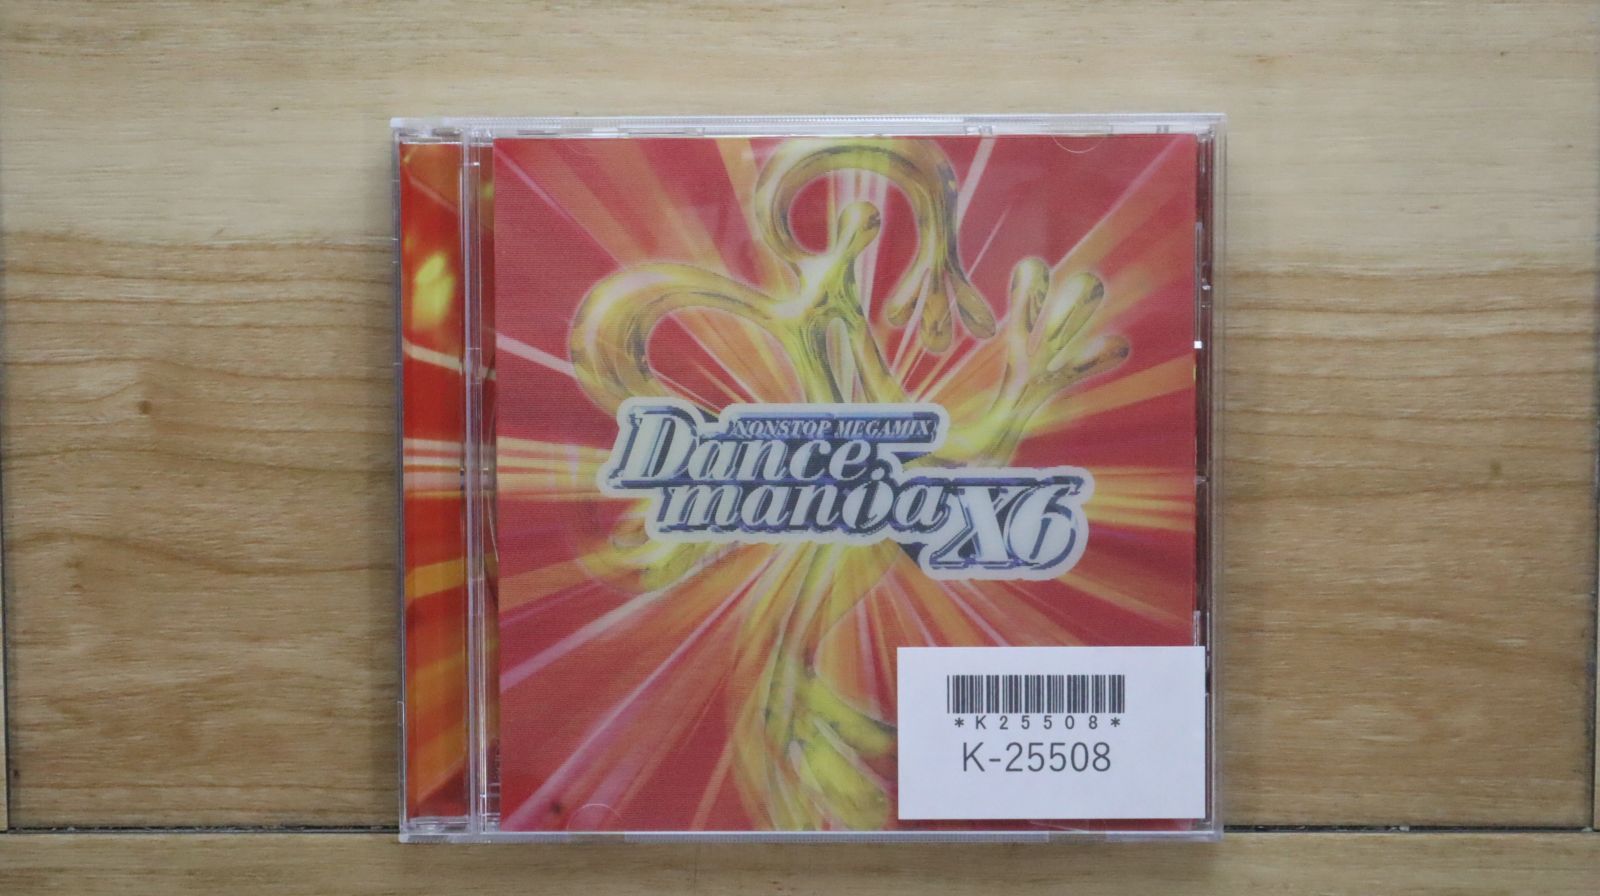 NONSTOP MEGAMIX
Dance
mania X6
*K25508*
K-25508